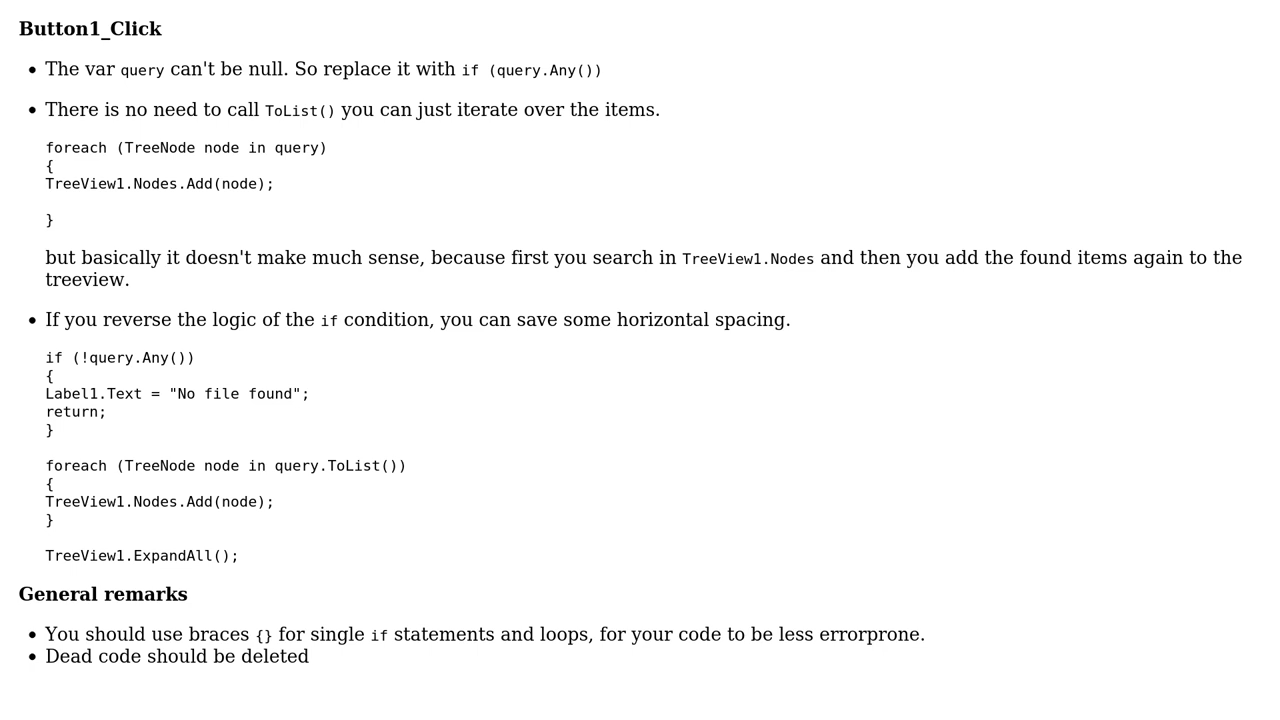 Button1_Click
• The var query can't be null. So replace it with if (query.Any())
• There is no need to call ToList() you can just iterate over the items.
foreach (TreeNode node in query)
{
TreeView1.Nodes.Add(node);
}
but basically it doesn't make much sense, because first you search in TreeView1.Nodes and then you add the found items again to the
treeview.
• If you reverse the logic of the if condition, you can save some horizontal spacing.
if (!query.Any())
{
Label1.Text = "No file found";
return;
}
foreach (TreeNode node in query.ToList())
{
TreeView1.Nodes.Add(node);
}
TreeView1.ExpandAll();
General remarks
• You should use braces {} for single if statements and loops, for your code to be less errorprone.
• Dead code should be deleted